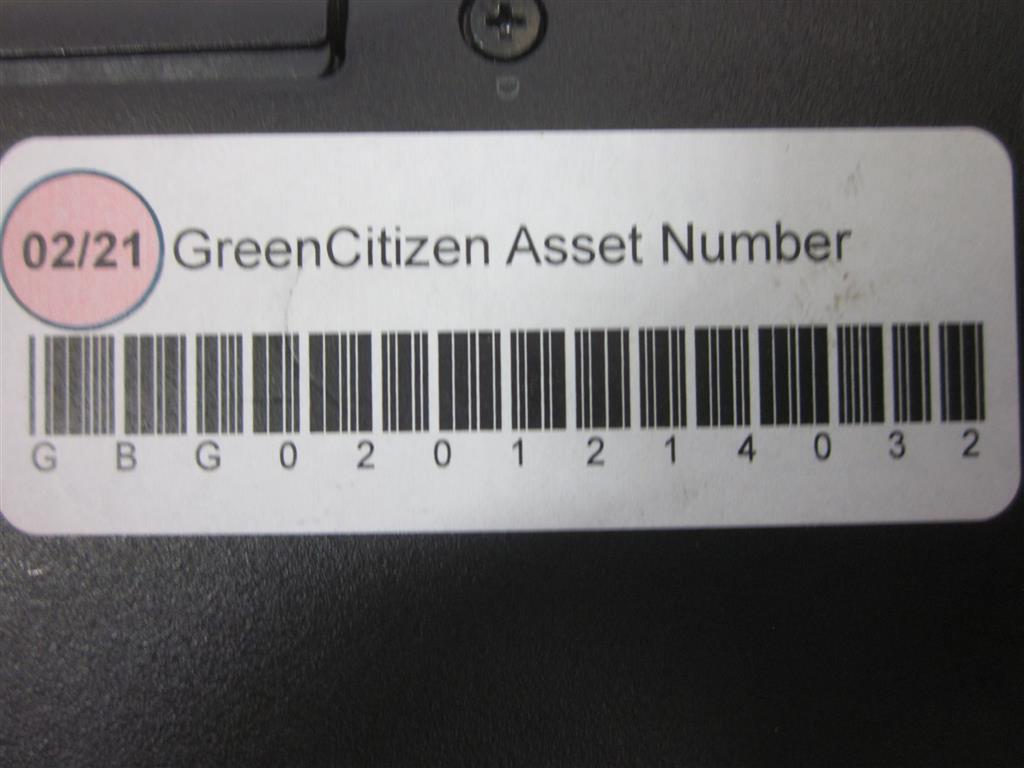 02/21 GreenCitizen Asset Number
G B G 0 2 0 1 2 1 4 0 3 2
D